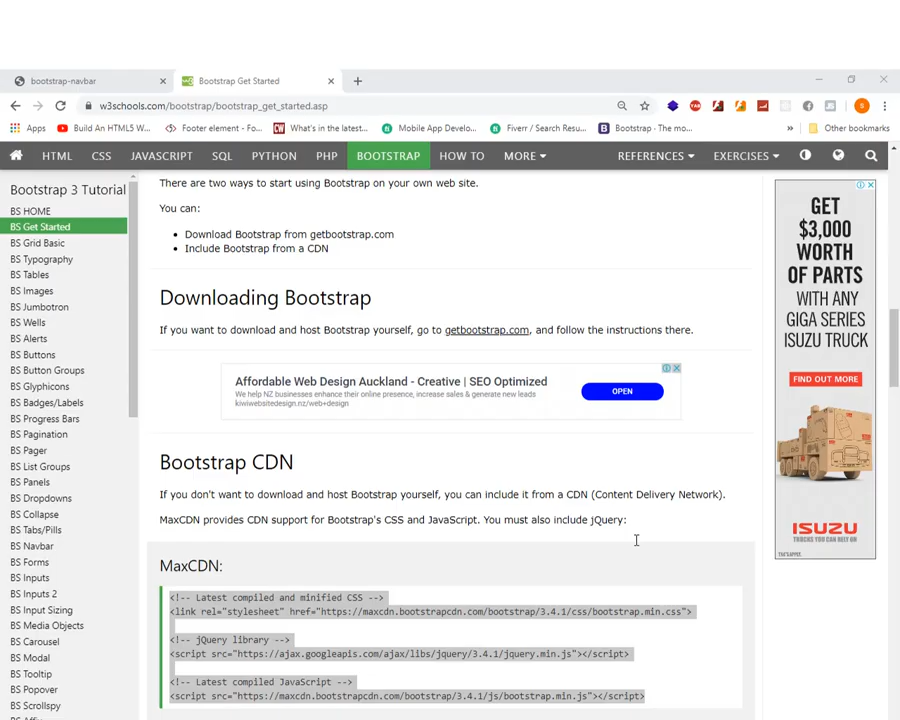 bootstrap-navbar
Bootstrap Get Started
w3schools.com/bootstrap/bootstrap_get_started.asp
Apps
Build An HTML5 W...
Footer element - Fo...
What's in the latest...
Mobile App Develo...
Fiverr / Search Resu...
Bootstrap · The mo...
Other bookmarks
HTML CSS JAVASCRIPT SQL PYTHON PHP BOOTSTRAP HOW TO MORE REFERENCES EXERCISES
Bootstrap 3 Tutorial
BS HOME
BS Get Started
BS Grid Basic
BS Typography
BS Tables
BS Images
BS Jumbotron
BS Wells
BS Alerts
BS Buttons
BS Button Groups
BS Glyphicons
BS Badges/Labels
BS Progress Bars
BS Pagination
BS Pager
BS List Groups
BS Panels
BS Dropdowns
BS Collapse
BS Tabs/Pills
BS Navbar
BS Forms
BS Inputs
BS Inputs 2
BS Input Sizing
BS Media Objects
BS Carousel
BS Modal
BS Tooltip
BS Popover
BS Scrollspy
There are two ways to start using Bootstrap on your own web site.
You can:
• Download Bootstrap from getbootstrap.com
• Include Bootstrap from a CDN
Downloading Bootstrap
If you want to download and host Bootstrap yourself, go to getbootstrap.com, and follow the instructions there.
Affordable Web Design Auckland - Creative | SEO Optimized
We help NZ businesses enhance their online presence, increase sales & generate new leads
kiwiwebsitedesign.nz/web+design
OPEN
Bootstrap CDN
If you don't want to download and host Bootstrap yourself, you can include it from a CDN (Content Delivery Network).
MaxCDN provides CDN support for Bootstrap's CSS and JavaScript. You must also include jQuery:
MaxCDN:
<!-- Latest compiled and minified CSS -->
<link rel="stylesheet" href="https://maxcdn.bootstrapcdn.com/bootstrap/3.4.1/css/bootstrap.min.css">
<!-- jQuery library -->
<script src="https://ajax.googleapis.com/ajax/libs/jquery/3.4.1/jquery.min.js"></script>
<!-- Latest compiled JavaScript -->
<script src="https://maxcdn.bootstrapcdn.com/bootstrap/3.4.1/js/bootstrap.min.js"></script>
GET
$3,000
WORTH
OF PARTS
WITH ANY
GIGA SERIES
ISUZU TRUCK
FIND OUT MORE
ISUZU
TRUCKS YOU CAN RELY ON